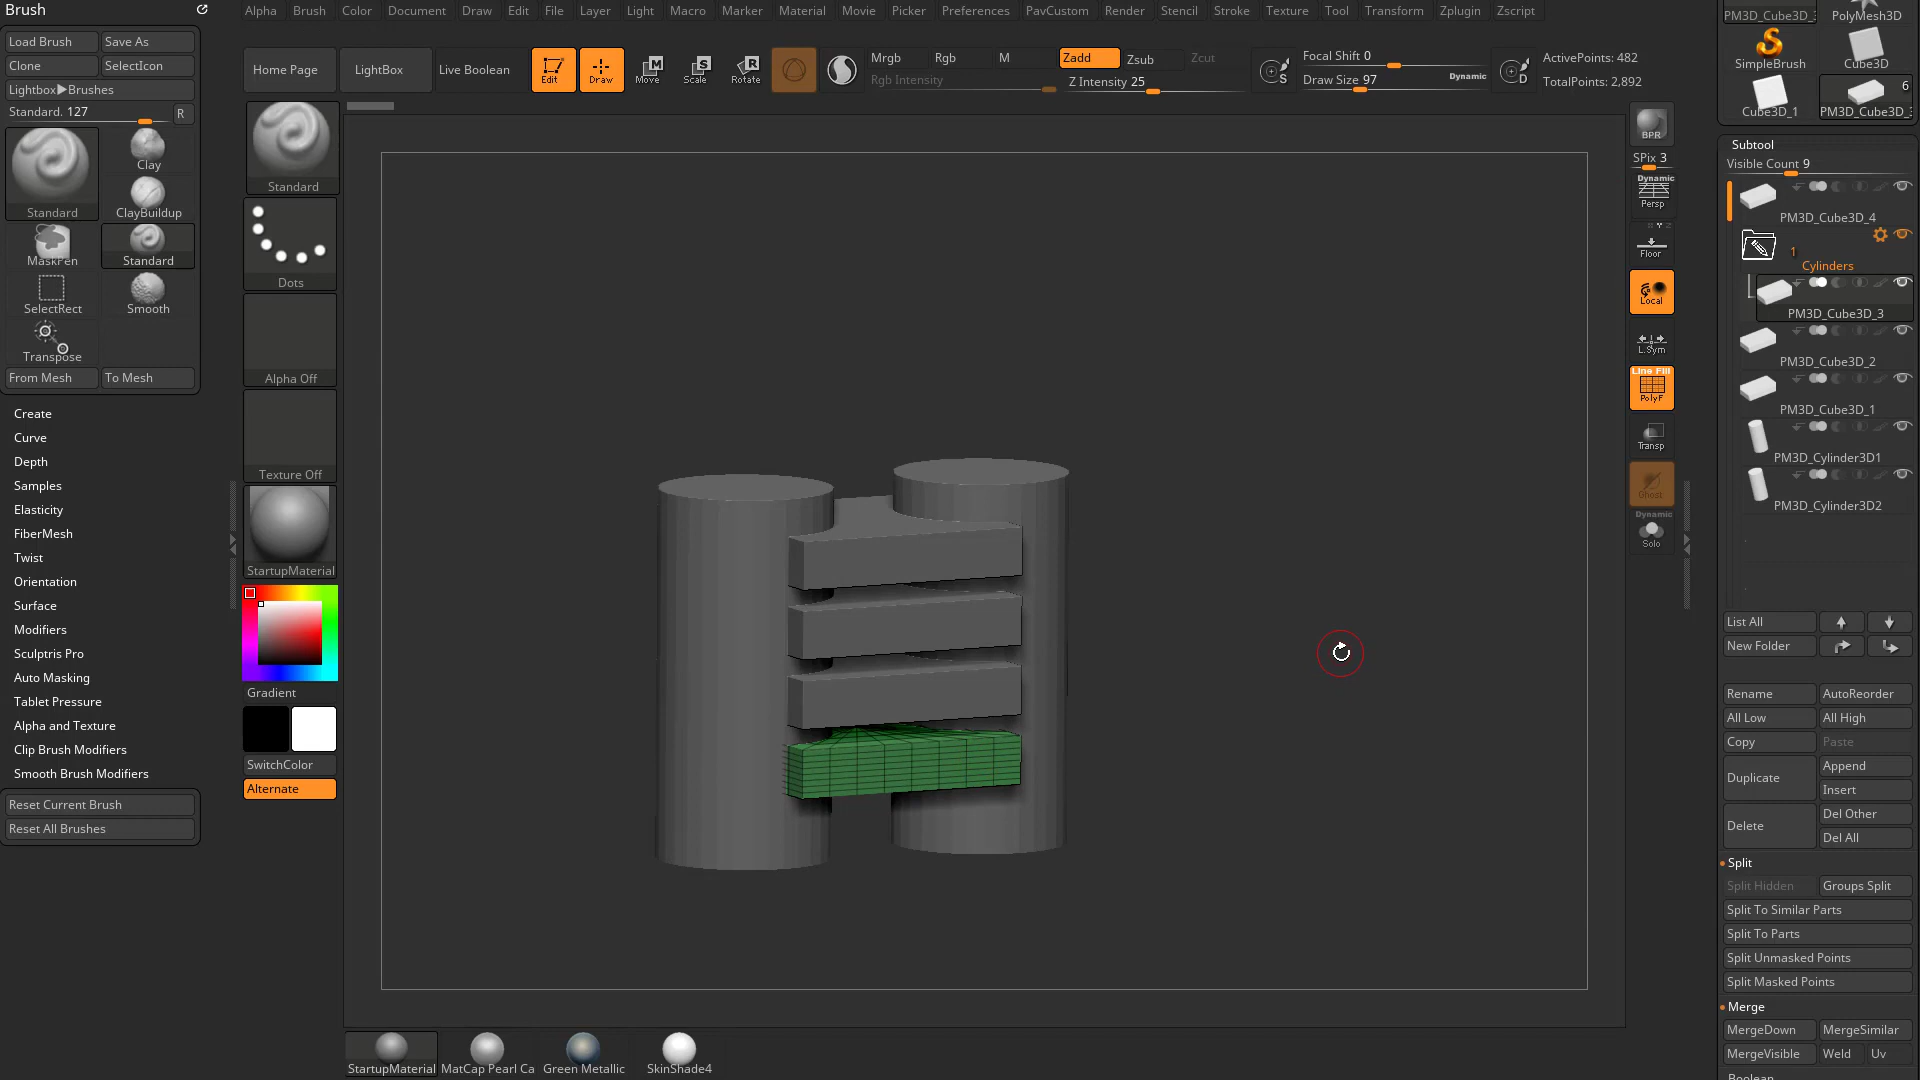 Brush
Alpha Brush Color Document Draw Edit File Layer Light Macro Marker Material Movie Picker Preferences PavCustom Render Stencil Stroke Texture Tool Transform Zplugin Zscript
Load Brush Save As
Clone SelectIcon
Lightbox▶Brushes
Standard. 127 R
Standard
Clay
ClayBuildup
MaskPen
Standard
SelectRect
Smooth
Transpose
From Mesh To Mesh
Create
Curve
Depth
Samples
Elasticity
FiberMesh
Twist
Orientation
Surface
Modifiers
Sculptris Pro
Auto Masking
Tablet Pressure
Alpha and Texture
Clip Brush Modifiers
Smooth Brush Modifiers
Reset Current Brush
Reset All Brushes
Home Page LightBox Live Boolean
Edit Draw Move Scale Rotate
Mrgb Rgb M
Rgb Intensity
Zadd Zsub Zcut
Z Intensity 25
Focal Shift 0
Draw Size 97 Dynamic
ActivePoints: 482
TotalPoints: 2,892
Standard
Dots
Alpha Off
Texture Off
StartupMaterial
Gradient
SwitchColor
Alternate
BPR
SPix 3
Dynamic
Persp
Floor
Local
L.Sym
Line Fill
PolyF
Transp
Ghost
Dynamic
Solo
PM3D_Cube3D_3 PolyMesh3D
SimpleBrush Cube3D
6
Cube3D_1 PM3D_Cube3D_3
Subtool
Visible Count 9
PM3D_Cube3D_4
1
Cylinders
PM3D_Cube3D_3
PM3D_Cube3D_2
PM3D_Cube3D_1
PM3D_Cylinder3D1
PM3D_Cylinder3D2
List All
New Folder
Rename AutoReorder
All Low All High
Copy Paste
Duplicate Append
Insert
Delete Del Other
Del All
Split
Split Hidden Groups Split
Split To Similar Parts
Split To Parts
Split Unmasked Points
Split Masked Points
Merge
MergeDown MergeSimilar
MergeVisible Weld Uv
Boolean
StartupMaterial MatCap Pearl Ca Green Metallic SkinShade4